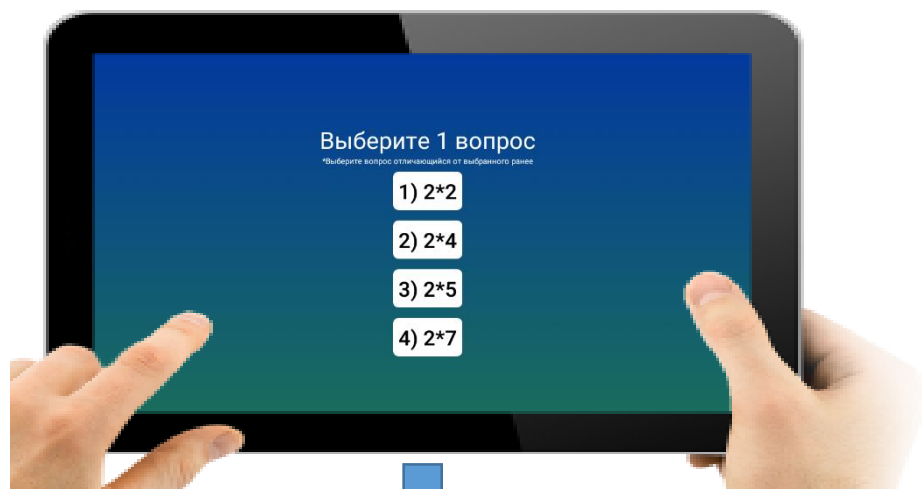 Выберите 1 вопрос
*Выберите вопрос отличающийся от выбранного ранее
1) 2*2
2) 2*4
3) 2*5
4) 2*7